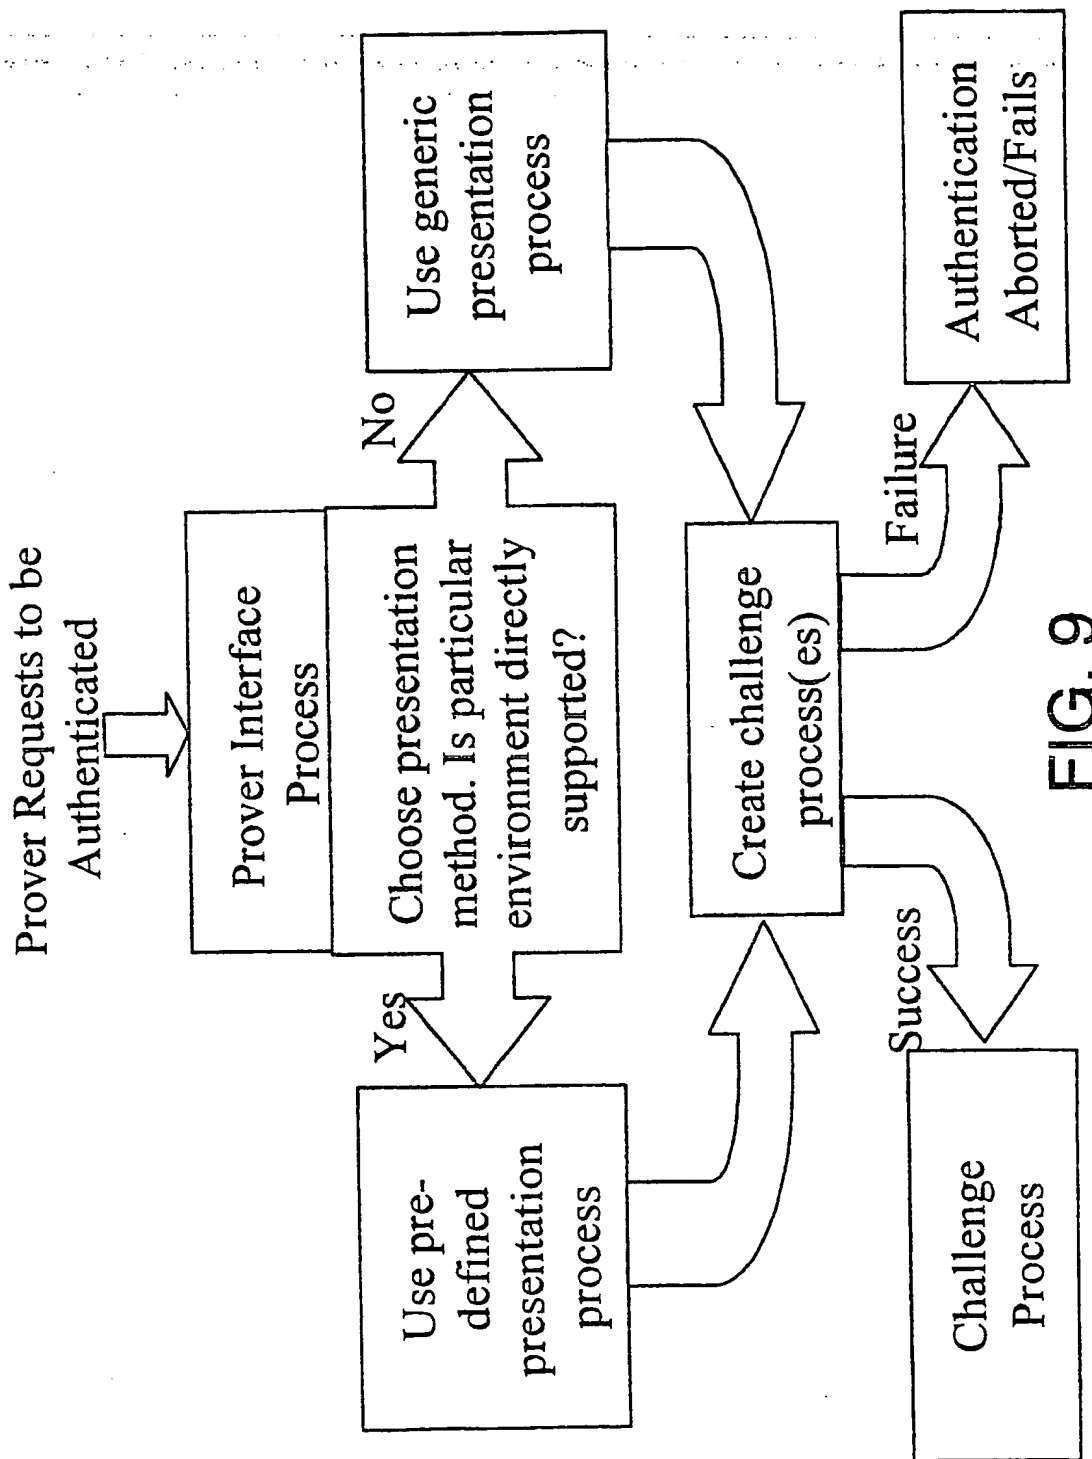 Prover Requests to be
Authenticated
Prover Interface
Process
Choose presentation
method. Is particular
environment directly
supported?
Yes
No
Use pre-
defined
presentation
process
Use generic
presentation
process
Create challenge
process(es)
Success
Failure
Challenge
Process
Authentication
Aborted/Fails
FIG. 9